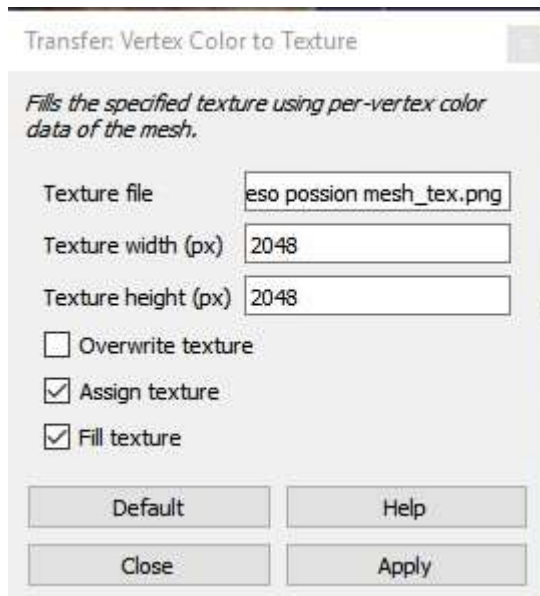 Transfer: Vertex Color to Texture
Fills the specified texture using per-vertex color
data of the mesh.
Texture file eso possion mesh_tex.png
Texture width (px) 2048
Texture height (px) 2048
Overwrite texture
Assign texture
Fill texture
Default Help
Close Apply